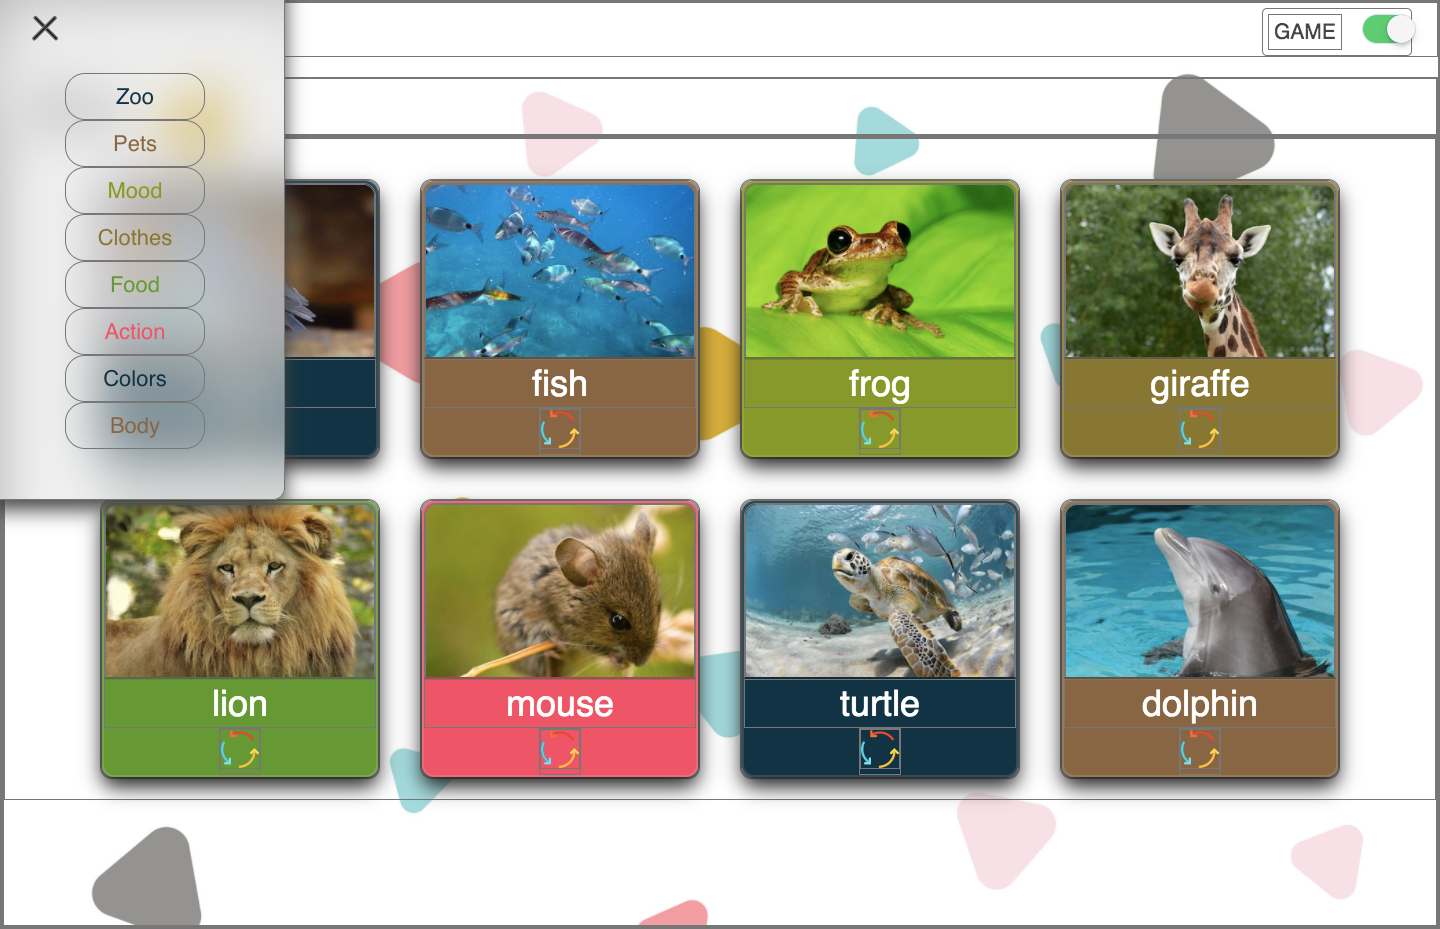 GAME
Zoo
Pets
Mood
Clothes
Food
Action
Colors
Body
fish
frog
giraffe
lion
mouse
turtle
dolphin